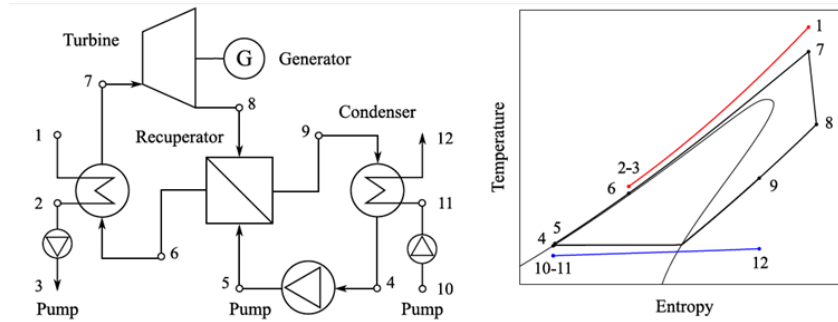 Turbine
G
Generator
7
8
Condenser
Recuperator
9
12
1
2
11
6
3
5
4
10
Pump
Pump
Pump
Temperature
1
7
8
2-3
6
9
5
4
10-11
12
Entropy